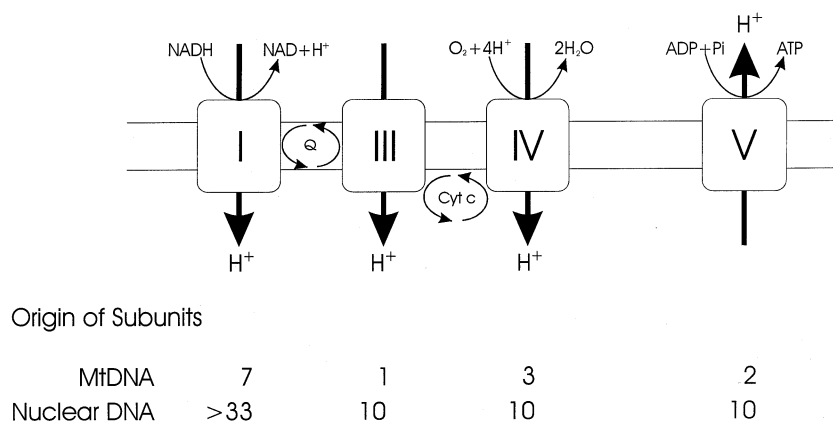 H⁺
NADH NAD+H⁺ O₂+4H⁺ 2H₂O ADP+Pi ATP
I Q III IV V
Cyt c
H⁺ H⁺ H⁺
Origin of Subunits
MtDNA 7 1 3 2
Nuclear DNA >33 10 10 10